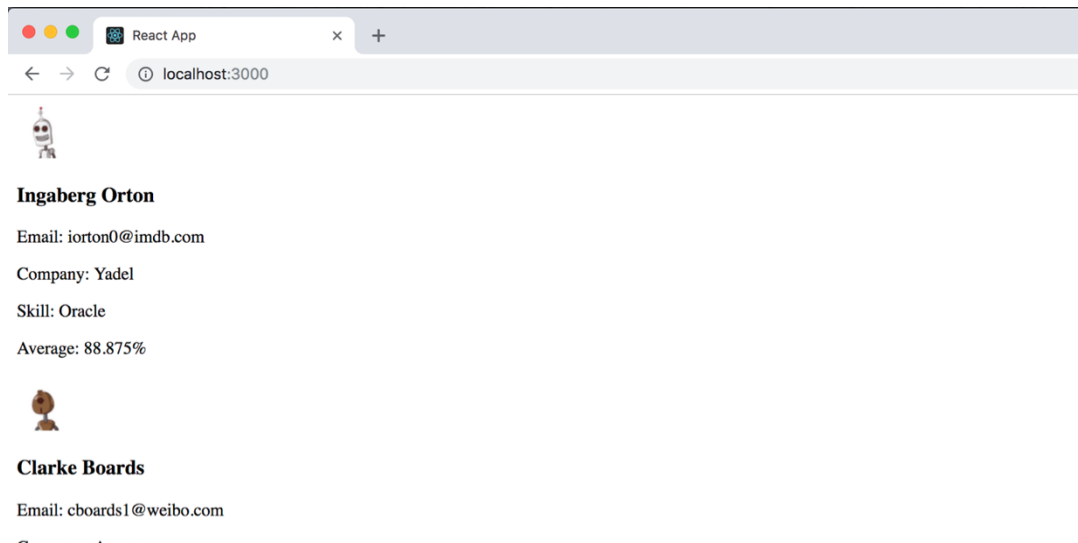 React App
localhost:3000
Ingaberg Orton
Email: iorton0@imdb.com
Company: Yadel
Skill: Oracle
Average: 88.875%
Clarke Boards
Email: cboards1@weibo.com